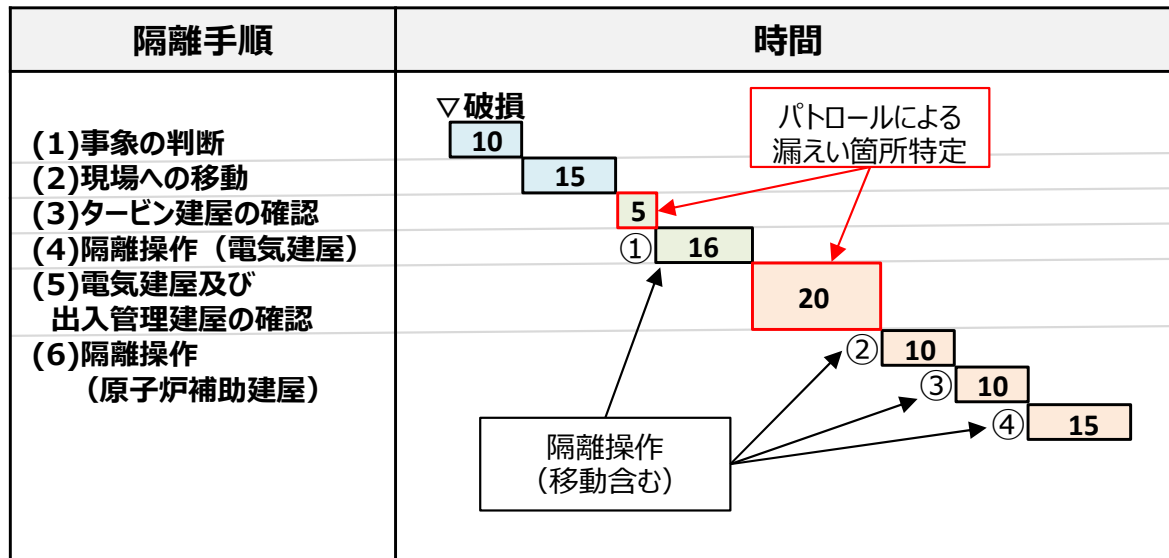 隔離手順
時間
▽破損
(1)事象の判断
10
(2)現場への移動
15
(3)タービン建屋の確認
5
(4)隔離操作（電気建屋）
① 16
(5)電気建屋及び
出入管理建屋の確認
20
(6)隔離操作
（原子炉補助建屋）
② 10
③ 10
④ 15
パトロールによる
漏えい箇所特定
隔離操作
（移動含む）